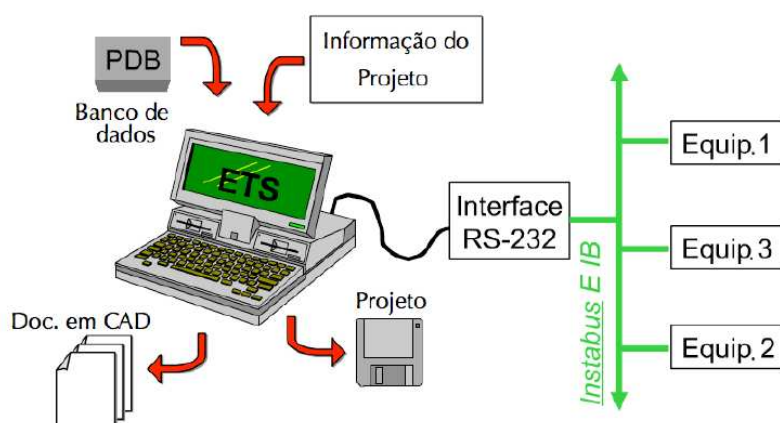 PDB
Banco de
dados
Informação do
Projeto
ETS
Interface
RS-232
Equip.1
Equip.3
Equip.2
Instabus E IB
Doc. em CAD
Projeto